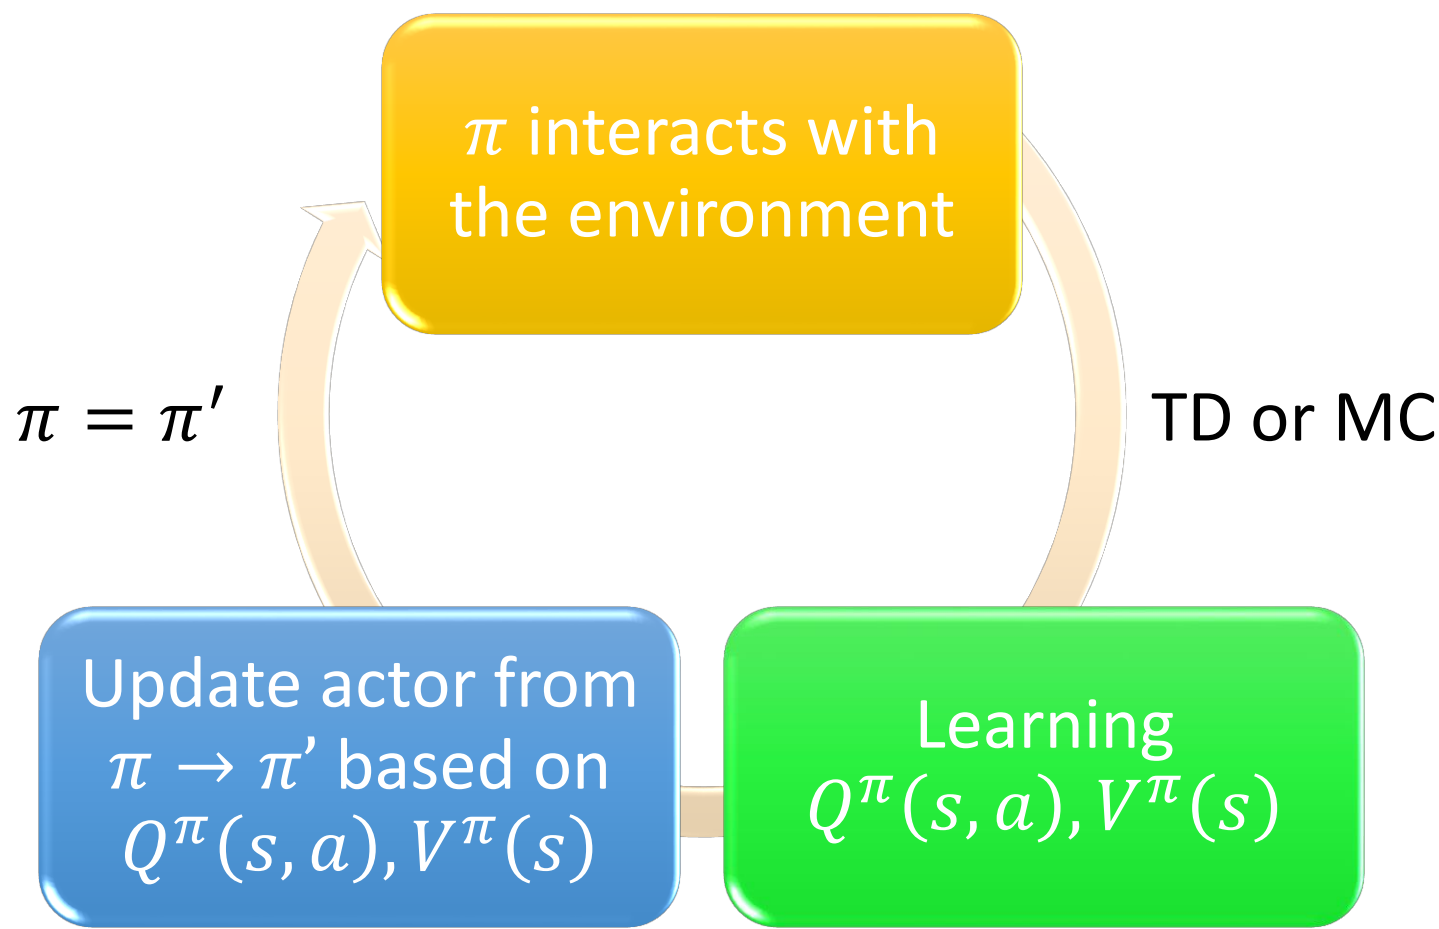 π interacts with
the environment
π = π′
TD or MC
Update actor from
π → π’ based on
Q^π(s, a), V^π(s)
Learning
Q^π(s, a), V^π(s)